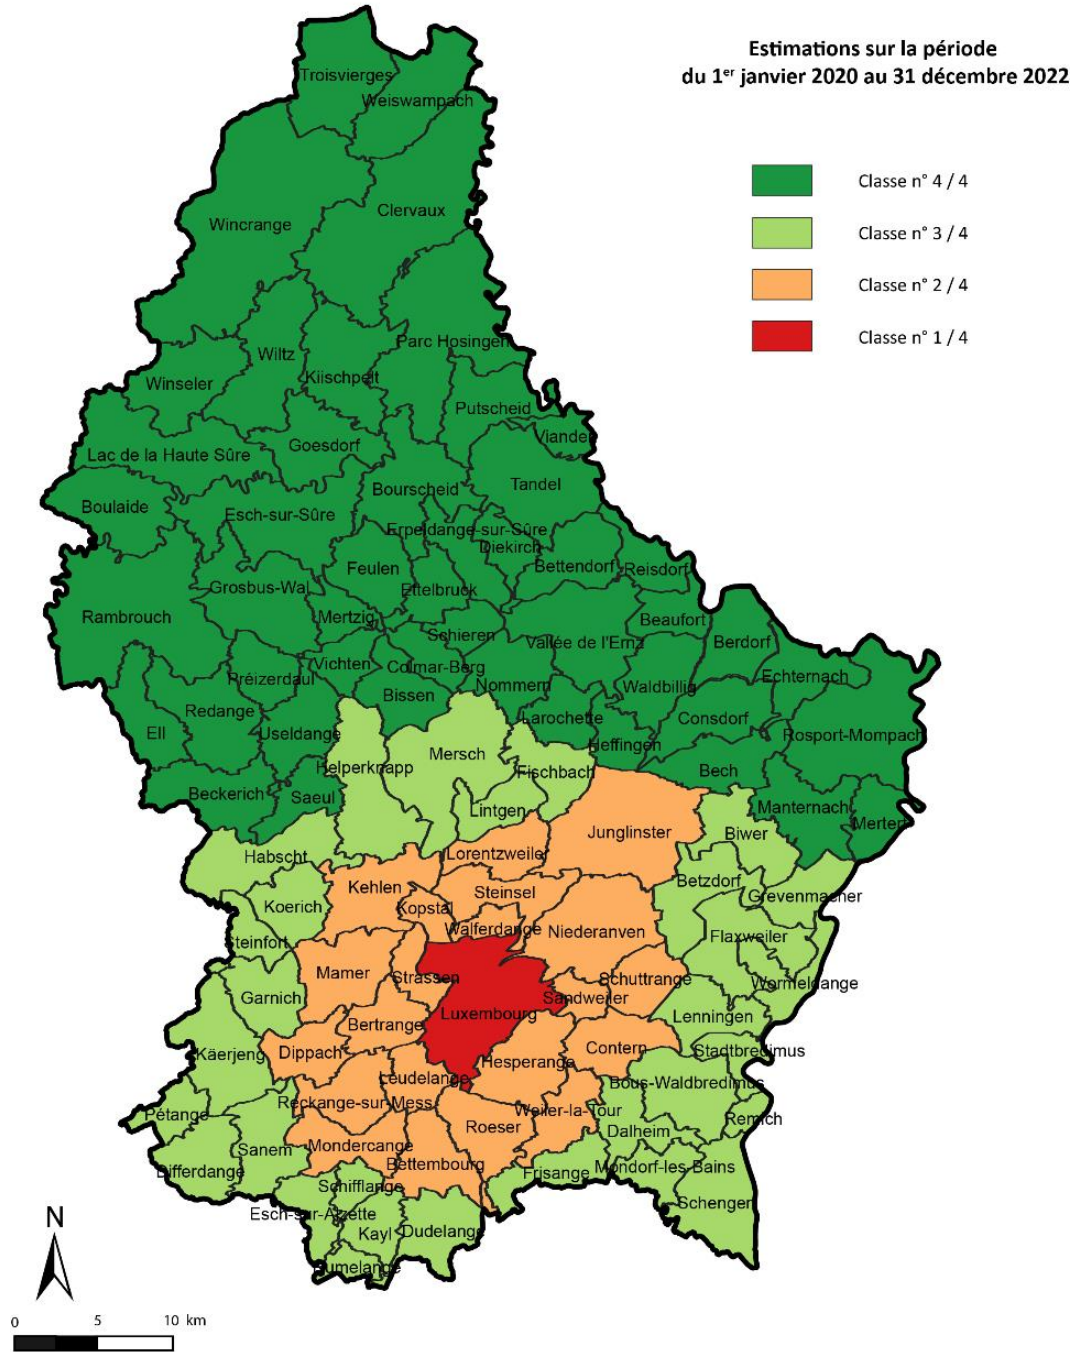 Estimations sur la période
du 1er janvier 2020 au 31 décembre 2022
Classe n° 4 / 4
Classe n° 3 / 4
Classe n° 2 / 4
Classe n° 1 / 4
Troisvierges
Weiswampach
Clervaux
Wincrange
Parc Hosingen
Wiltz
Kiischpelt
Winseler
Putscheid
Vianden
Goesdorf
Lac de la Haute Sûre
Tandel
Bourscheid
Boulaide
Esch-sur-Sûre
Erpeldange-sur-Sûre
Diekirch
Bettendorf
Reisdorf
Feulen
Grosbus-Wal
Ettelbruck
Rambrouch
Mertzig
Beaufort
Schieren
Vallée de l'Ernz
Berdorf
Vichten
Colmar-Berg
Echternach
Préizerdaul
Nommern
Waldbillig
Bissen
Redange
Larochette
Consdorf
Ell
Useldange
Rosport-Mompach
Heffingen
Mersch
Helperknapp
Fischbach
Bech
Beckerich
Saeul
Lintgen
Manternach
Mertert
Junglinster
Biwer
Habscht
Lorentzweiler
Betzdorf
Kehlen
Steinsel
Grevenmacher
Koerich
Kopstal
Walferdange
Niederanven
Flaxweiler
Steinfort
Mamer
Strassen
Schuttrange
Wormeldange
Garnich
Sandweiler
Luxembourg
Lenningen
Bertrange
Käerjeng
Dippach
Contern
Stadtbredimus
Hesperange
Leudelange
Bous-Waldbredimus
Reckange-sur-Mess
Weiler-la-Tour
Pétange
Remich
Roeser
Dalheim
Sanem
Mondercange
Bettembourg
Differdange
Frisange
Mondorf-les-Bains
Schifflange
Schengen
Esch-sur-Alzette
Kayl
Dudelange
Rumelange
N
0 5 10 km